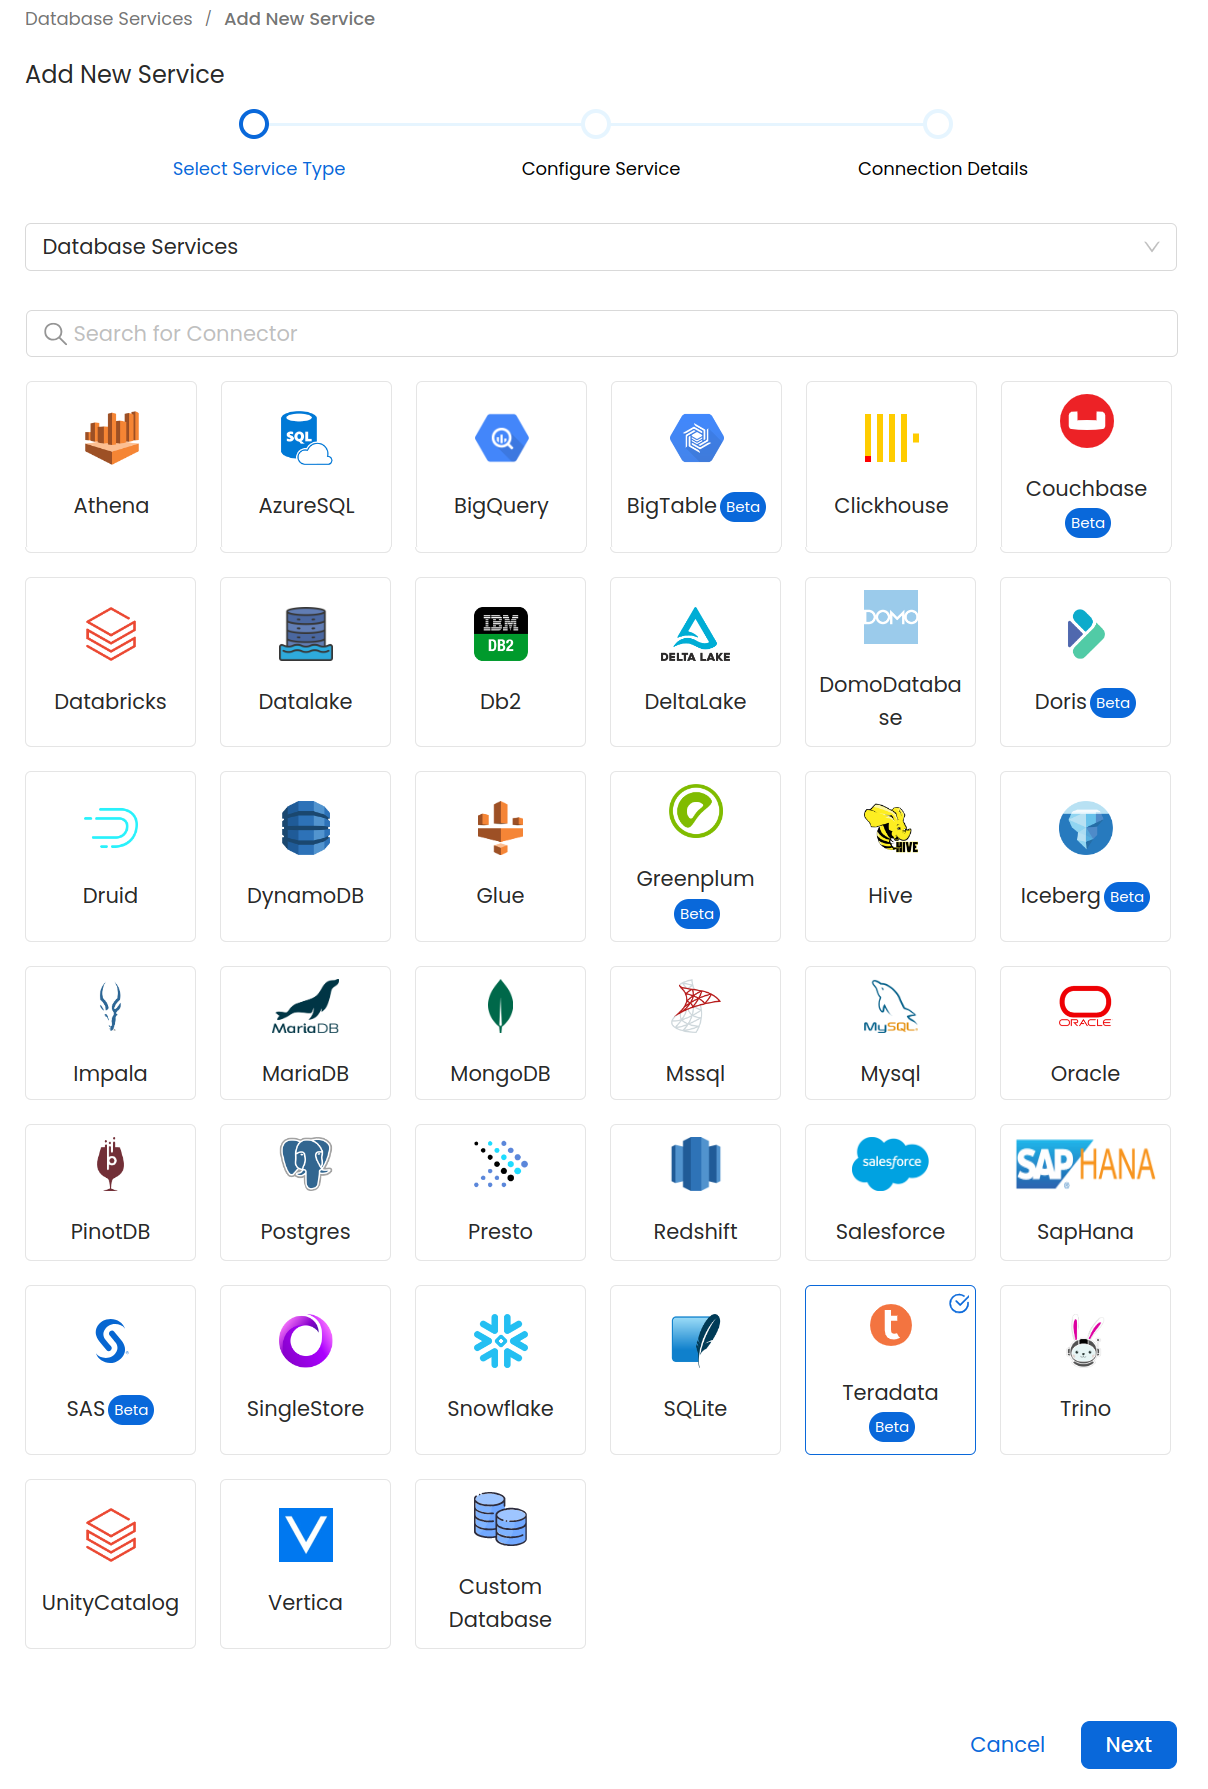 Database Services / Add New Service
Add New Service
Select Service Type
Configure Service
Connection Details
Database Services
Search for Connector
SQL
Athena
AzureSQL
BigQuery
BigTable Beta
Clickhouse
Couchbase
Beta
IBM
DB2
DELTA LAKE
DOMO
Databricks
Datalake
Db2
DeltaLake
DomoDataba
se
Doris Beta
HIVE
Druid
DynamoDB
Glue
Greenplum
Beta
Hive
Iceberg Beta
MariaDB
MySQL
ORACLE
Impala
MariaDB
MongoDB
Mssql
Mysql
Oracle
p
salesforce
SAP HANA
PinotDB
Postgres
Presto
Redshift
Salesforce
SapHana
t
SAS Beta
SingleStore
Snowflake
SQLite
Teradata
Beta
Trino
V
UnityCatalog
Vertica
Custom
Database
Cancel
Next